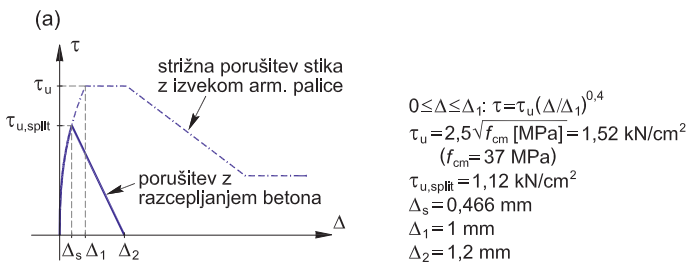 (a)
τ
τu
τu,split
strižna porušitev stika
z izvekom arm. palice
porušitev z
razcepljanjem betona
Δs Δ1 Δ2 Δ
0≤Δ≤Δ1: τ=τu(Δ/Δ1)^0,4
τu=2,5√fcm [MPa]=1,52 kN/cm²
(fcm=37 MPa)
τu,split=1,12 kN/cm²
Δs=0,466 mm
Δ1=1 mm
Δ2=1,2 mm